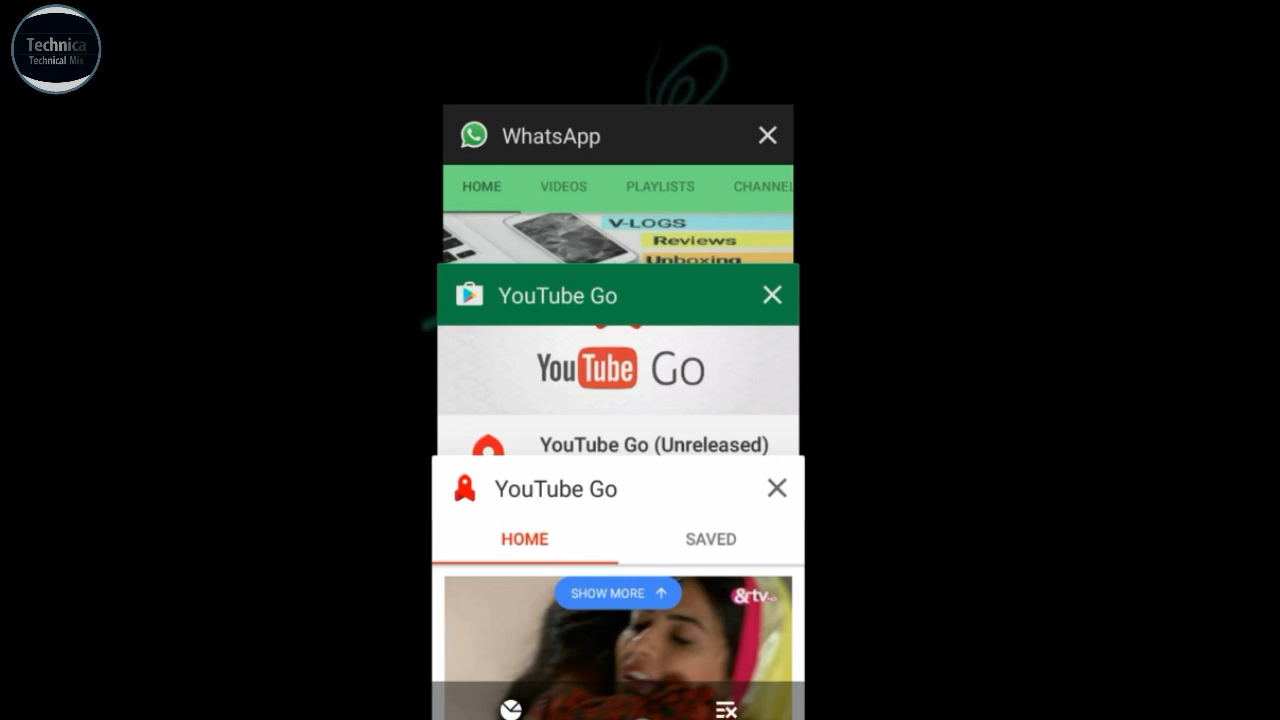 Technica
Technical Mix
WhatsApp
HOME VIDEOS PLAYLISTS CHANNEL
V-LOGS
Reviews
Unboxing
YouTube Go
YouTube Go
YouTube Go (Unreleased)
YouTube Go
HOME SAVED
SHOW MORE
&tv HD